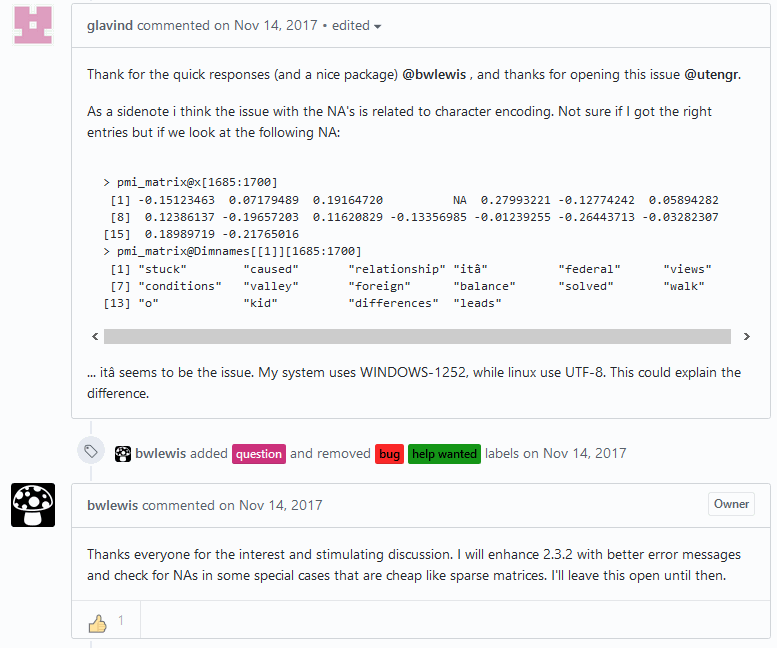 glavind commented on Nov 14, 2017 • edited
Thank for the quick responses (and a nice package) @bwlewis , and thanks for opening this issue @utengr.
As a sidenote i think the issue with the NA's is related to character encoding. Not sure if I got the right
entries but if we look at the following NA:
> pmi_matrix@x[1685:1700]
[1] -0.15123463 0.07179489 0.19164720 NA 0.27993221 -0.12774242 0.05894282
[8] 0.12386137 -0.19657203 0.11620829 -0.13356985 -0.01239255 -0.26443713 -0.03282307
[15] 0.18989719 -0.21765016
> pmi_matrix@Dimnames[[1]][1685:1700]
[1] "stuck" "caused" "relationship" "itâ" "federal" "views"
[7] "conditions" "valley" "foreign" "balance" "solved" "walk"
[13] "o" "kid" "differences" "leads"
... itâ seems to be the issue. My system uses WINDOWS-1252, while linux use UTF-8. This could explain the
difference.
bwlewis added question and removed bug help wanted labels on Nov 14, 2017
bwlewis commented on Nov 14, 2017 Owner
Thanks everyone for the interest and stimulating discussion. I will enhance 2.3.2 with better error messages
and check for NAs in some special cases that are cheap like sparse matrices. I'll leave this open until then.
1